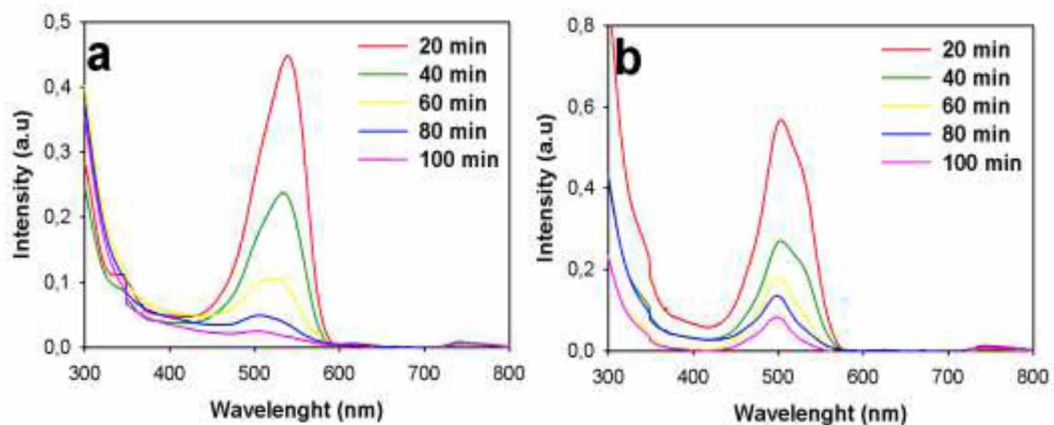 a
20 min
40 min
60 min
80 min
100 min
0,5
0,4
0,3
0,2
0,1
0,0
Intensity (a.u)
300 400 500 600 700 800
Wavelenght (nm)
b
20 min
40 min
60 min
80 min
100 min
0,8
0,6
0,4
0,2
0,0
Intensity (a.u)
300 400 500 600 700 800
Wavelenght (nm)